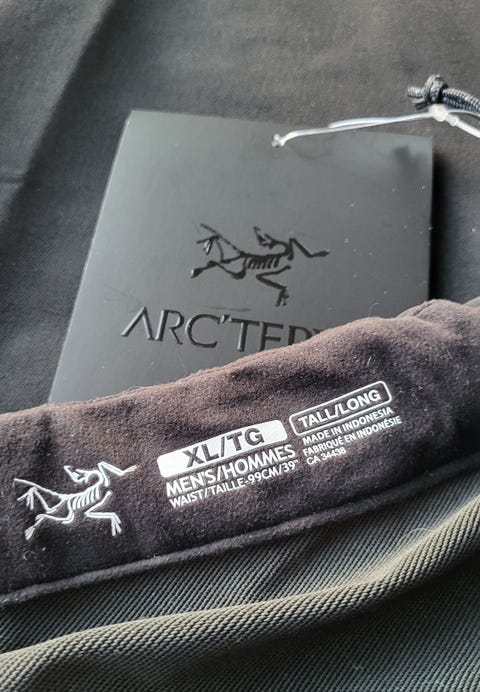 ARC'TERY
XL/TG
MEN'S/HOMMES
WAIST/TAILLE-99CM/39"
TALL/LONG
MADE IN INDONESIA
FABRIQUÉ EN INDONÉSIE
CA 34438